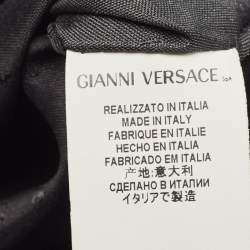 GIANNI VERSACE SpA
REALIZZATO IN ITALIA
MADE IN ITALY
FABRIQUE EN ITALIE
HECHO EN ITALIA
FABRICADO EM ITALIA
产地:意大利
СДЕЛАНО В ИТАЛИИ
イタリアで製造